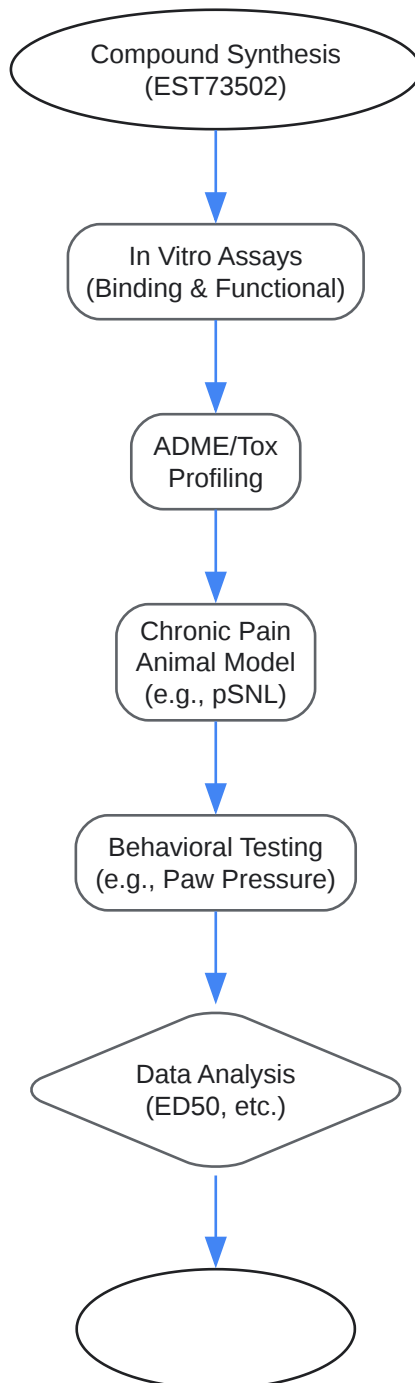 Compound Synthesis
(EST73502)
In Vitro Assays
(Binding & Functional)
ADME/Tox
Profiling
Chronic Pain
Animal Model
(e.g., pSNL)
Behavioral Testing
(e.g., Paw Pressure)
Data Analysis
(ED50, etc.)